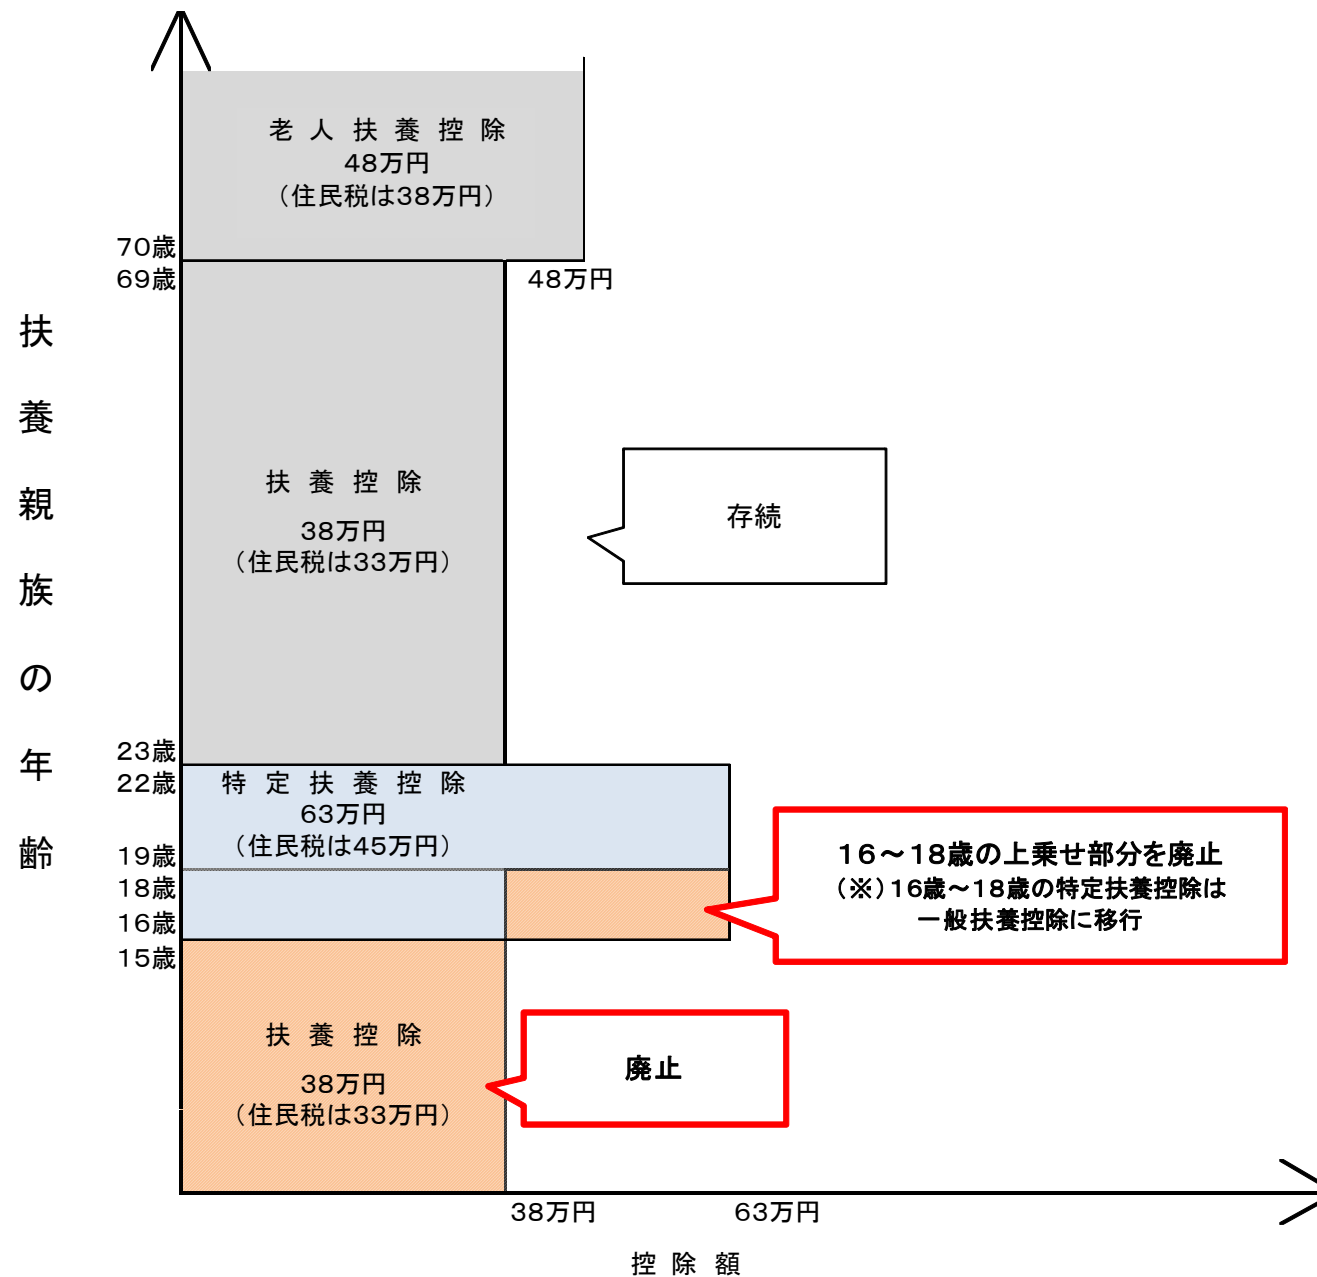 老人扶養控除
48万円
（住民税は38万円）
70歳
69歳
48万円
扶養親族の年齢
扶養控除
38万円
（住民税は33万円）
存続
23歳
22歳
特定扶養控除
63万円
（住民税は45万円）
19歳
18歳
16歳
15歳
16～18歳の上乗せ部分を廃止
（※）16歳～18歳の特定扶養控除は
一般扶養控除に移行
扶養控除
38万円
（住民税は33万円）
廃止
38万円
63万円
控除額